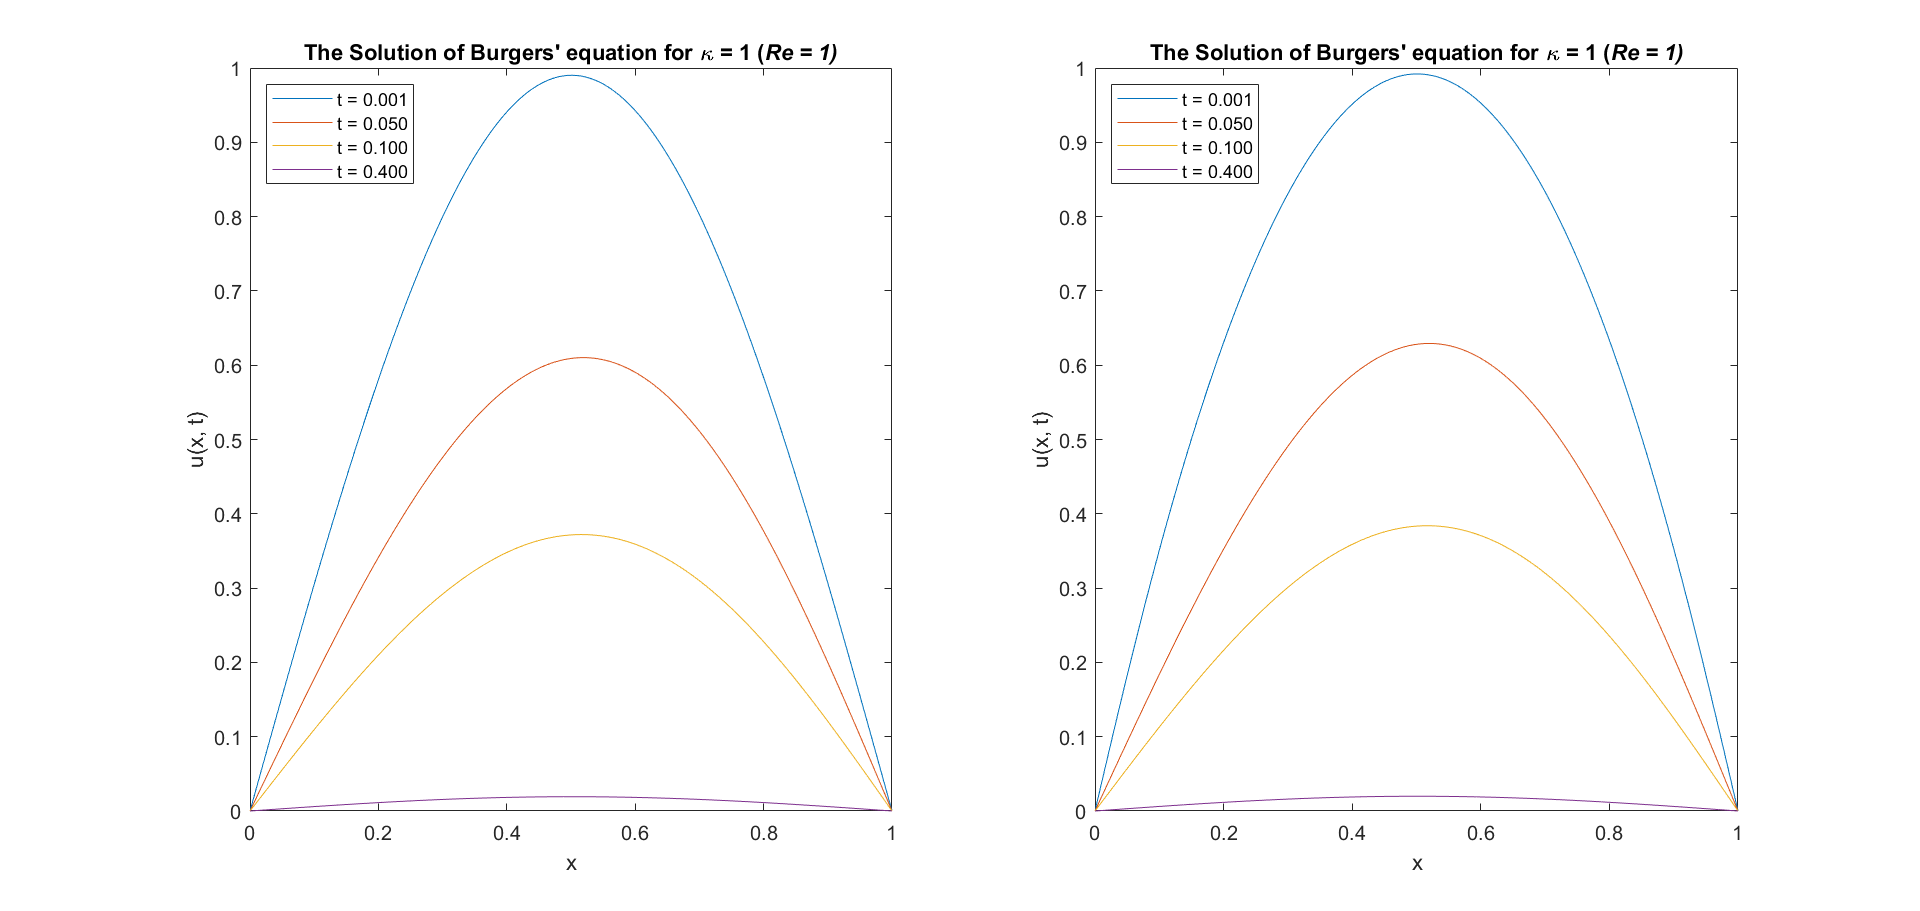 The Solution of Burgers' equation for κ = 1 (Re = 1)
t = 0.001
t = 0.050
t = 0.100
t = 0.400
1
0.9
0.8
0.7
0.6
0.5
0.4
0.3
0.2
0.1
0
u(x, t)
0 0.2 0.4 0.6 0.8 1
x
The Solution of Burgers' equation for κ = 1 (Re = 1)
t = 0.001
t = 0.050
t = 0.100
t = 0.400
1
0.9
0.8
0.7
0.6
0.5
0.4
0.3
0.2
0.1
0
u(x, t)
0 0.2 0.4 0.6 0.8 1
x